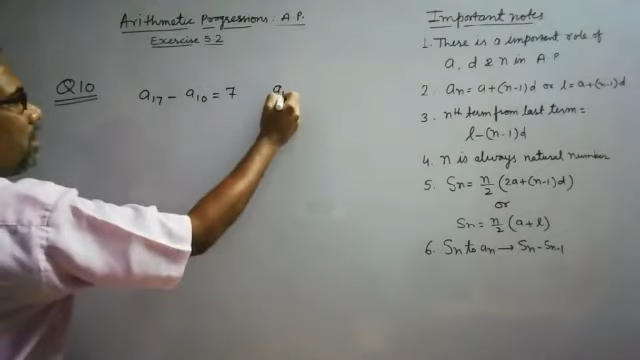 Arithmetic Progressions: A.P.
Exercise 5.2
Q10
a17 - a10 = 7
a
Important notes
1. There is a important role of
a, d & n in A.P
2. an = a + (n-1)d or l = a + (n-1)d
3. nth term from last term =
l - (n-1)d
4. n is always natural number
5. Sn = n/2 (2a + (n-1)d)
or
Sn = n/2 (a + l)
6. Sn to an → Sn - Sn-1